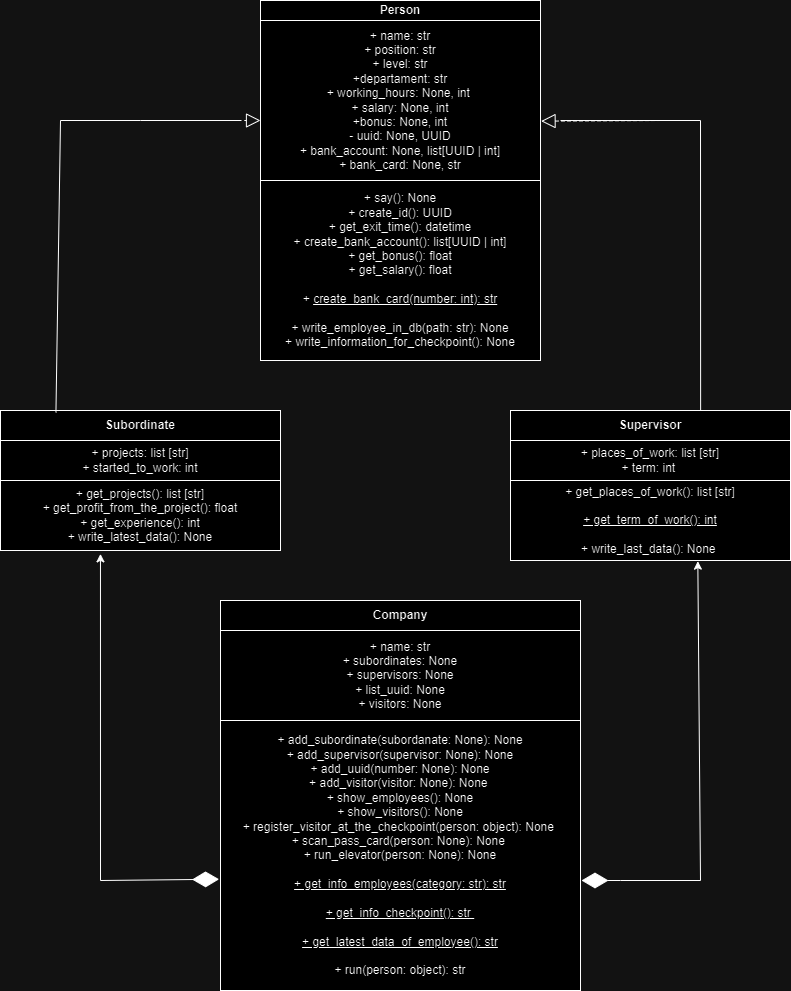 Person
+ name: str
+ position: str
+ level: str
+departament: str
+ working_hours: None, int
+ salary: None, int
+bonus: None, int
- uuid: None, UUID
+ bank_account: None, list[UUID | int]
+ bank_card: None, str
+ say(): None
+ create_id(): UUID
+ get_exit_time(): datetime
+ create_bank_account(): list[UUID | int]
+ get_bonus(): float
+ get_salary(): float
+ create_bank_card(number: int): str
+ write_employee_in_db(path: str): None
+ write_information_for_checkpoint(): None
Subordinate
+ projects: list [str]
+ started_to_work: int
+ get_projects(): list [str]
+ get_profit_from_the_project(): float
+ get_experience(): int
+ write_latest_data(): None
Supervisor
+ places_of_work: list [str]
+ term: int
+ get_places_of_work(): list [str]
+ get_term_of_work(): int
+ write_last_data(): None
Company
+ name: str
+ subordinates: None
+ supervisors: None
+ list_uuid: None
+ visitors: None
+ add_subordinate(subordanate: None): None
+ add_supervisor(supervisor: None): None
+ add_uuid(number: None): None
+ add_visitor(visitor: None): None
+ show_employees(): None
+ show_visitors(): None
+ register_visitor_at_the_checkpoint(person: object): None
+ scan_pass_card(person: None): None
+ run_elevator(person: None): None
+ get_info_employees(category: str): str
+ get_info_checkpoint(): str
+ get_latest_data_of_employee(): str
+ run(person: object): str